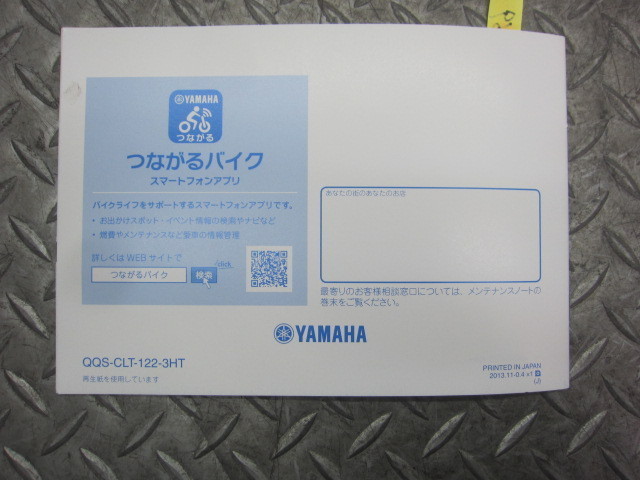 YAMAHA
つながる
つながるバイク
スマートフォンアプリ
バイクライフをサポートするスマートフォンアプリです。
・お出かけスポット・イベント情報の検索やナビなど
・燃費やメンテナンスなど愛車の情報管理
詳しくは WEB サイトで
click
つながるバイク 検索
あなたの街のあなたの名店
最寄りのお客様相談窓口については、メンテナンスノートの
巻末をご覧ください。
YAMAHA
QQS-CLT-122-3HT
再生紙を使用しています
PRINTED IN JAPAN
2013.11-0.4×1
(J)